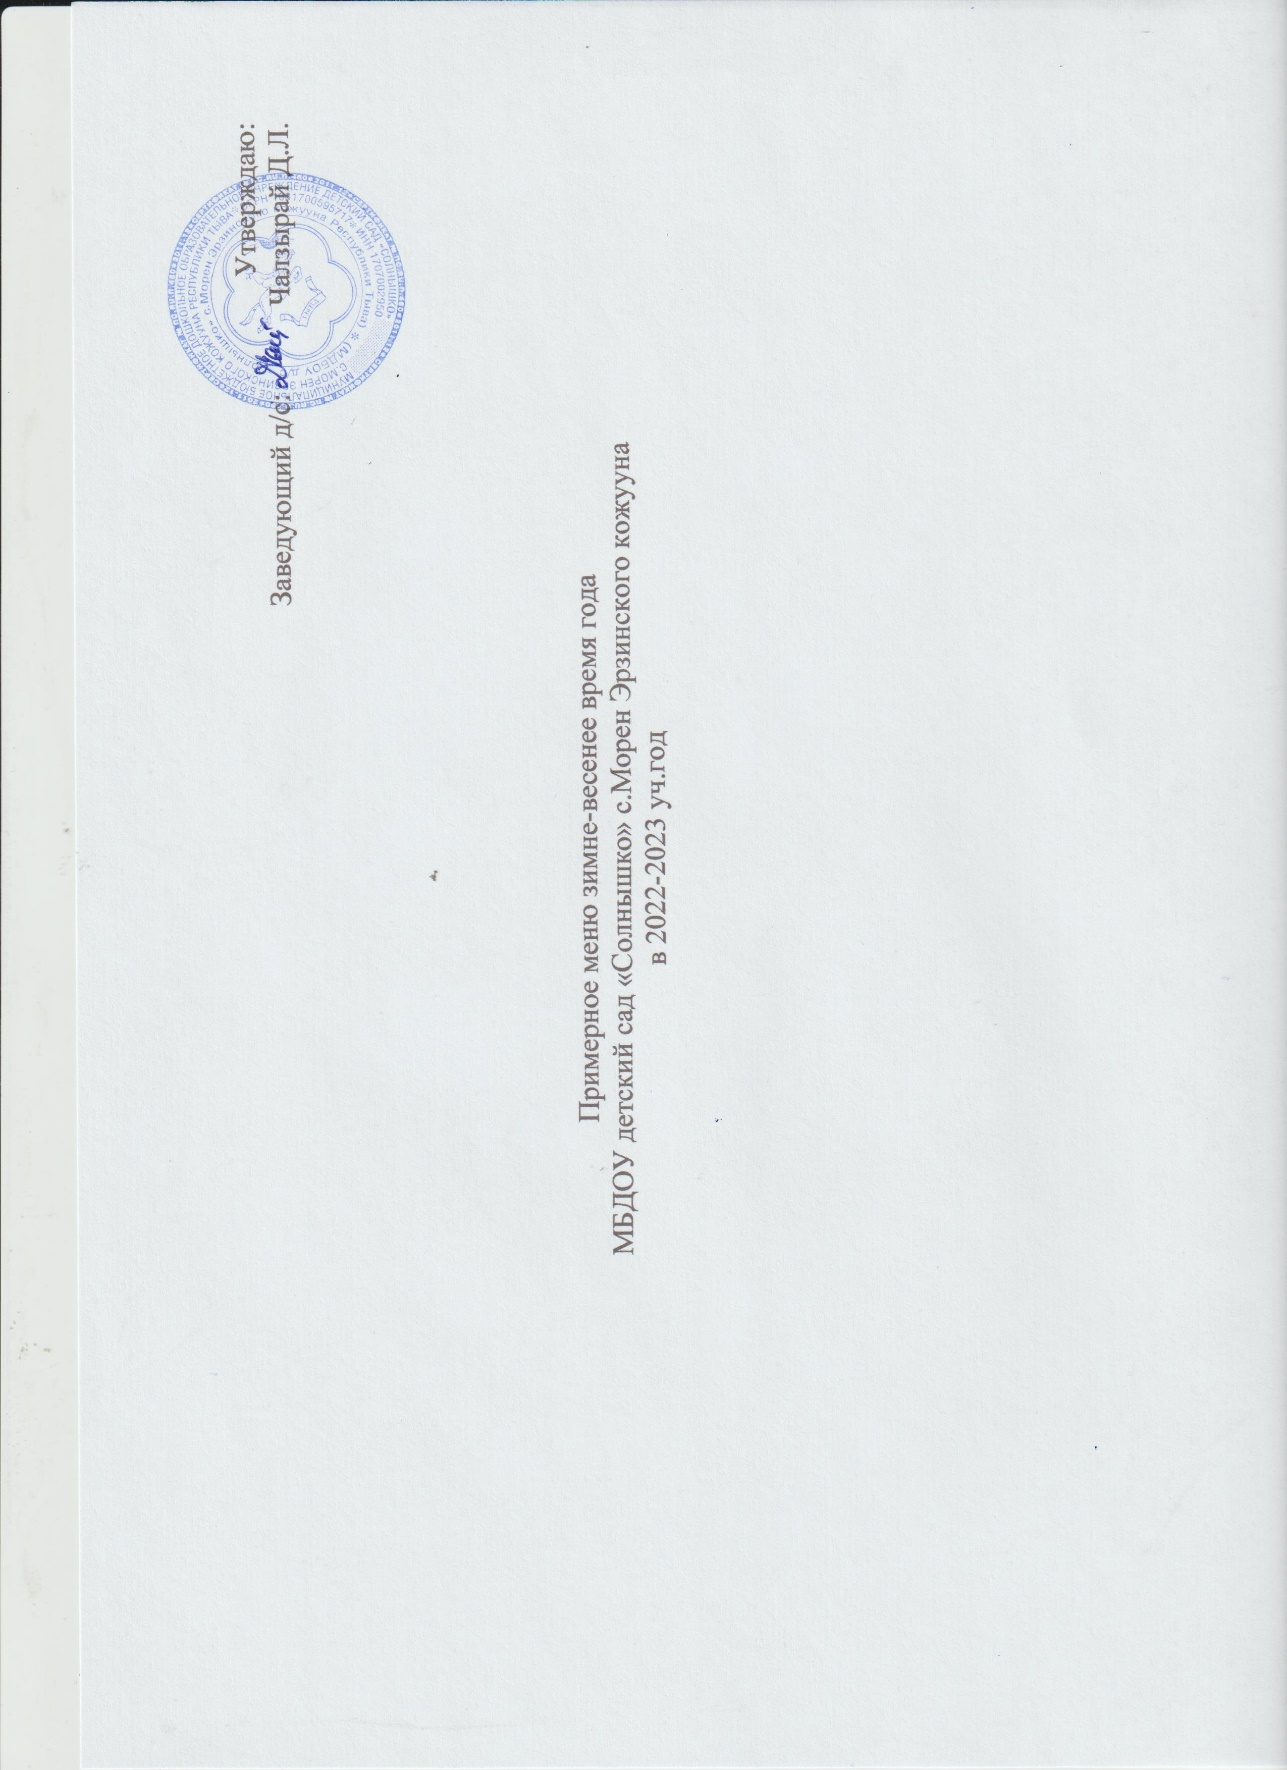 Утверждаю:
Заведующий д/с: Чалзырай Д.Л.
Примерное меню зимне-весенее время года
МБДОУ детский сад «Солнышко» с.Морен Эрзинского кожууна
в 2022-2023 уч.год